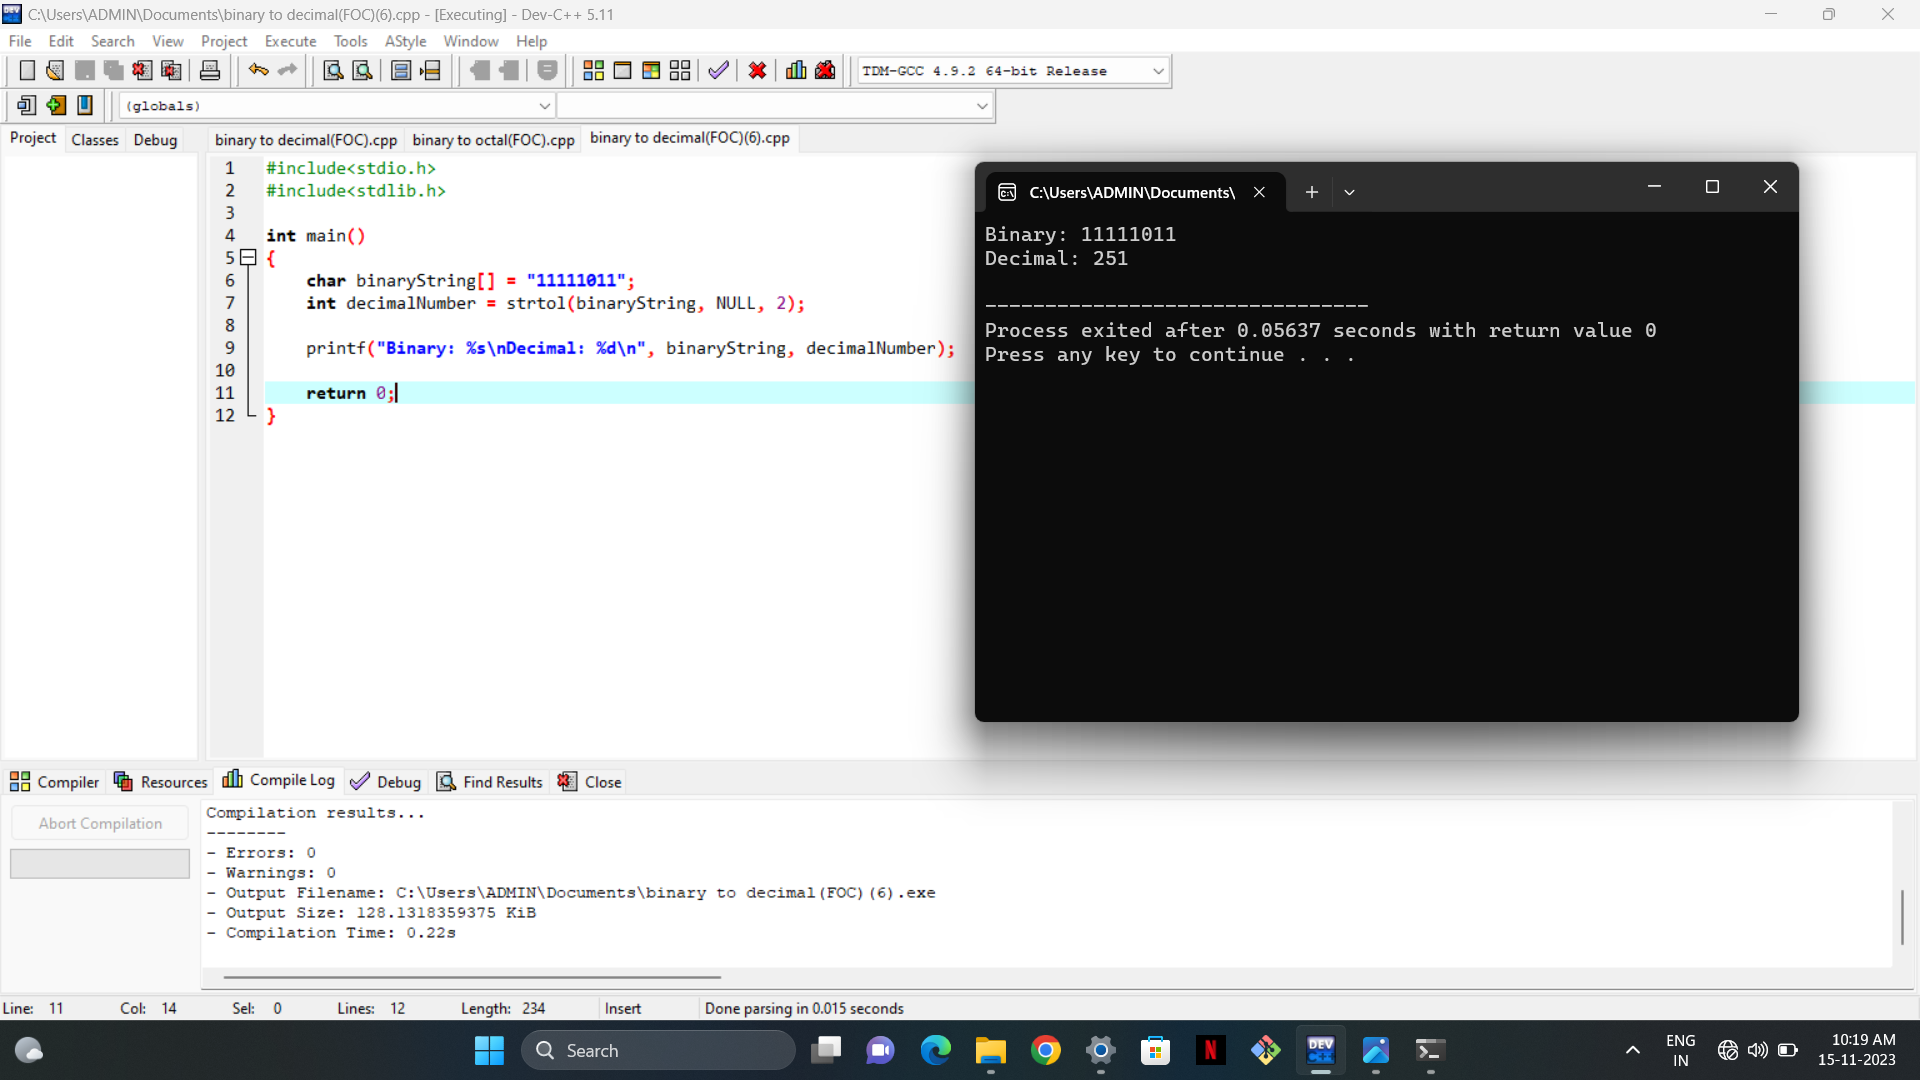 C:\Users\ADMIN\Documents\binary to decimal(FOC)(6).cpp - [Executing] - Dev-C++ 5.11
File Edit Search View Project Execute Tools AStyle Window Help
TDM-GCC 4.9.2 64-bit Release
(globals)
Project Classes Debug
binary to decimal(FOC).cpp binary to octal(FOC).cpp binary to decimal(FOC)(6).cpp
1 #include<stdio.h>
2 #include<stdlib.h>
3
4 int main()
5 {
6 char binaryString[] = "11111011";
7 int decimalNumber = strtol(binaryString, NULL, 2);
8
9 printf("Binary: %s\nDecimal: %d\n", binaryString, decimalNumber);
10
11 return 0;
12 }
C:\Users\ADMIN\Documents\
Binary: 11111011
Decimal: 251
--------------------------------
Process exited after 0.05637 seconds with return value 0
Press any key to continue . . .
Compiler Resources Compile Log Debug Find Results Close
Abort Compilation
Compilation results...
--------
- Errors: 0
- Warnings: 0
- Output Filename: C:\Users\ADMIN\Documents\binary to decimal(FOC)(6).exe
- Output Size: 128.1318359375 KiB
- Compilation Time: 0.22s
Line: 11 Col: 14 Sel: 0 Lines: 12 Length: 234 Insert Done parsing in 0.015 seconds
Search
DEV
ENG
IN
10:19 AM
15-11-2023